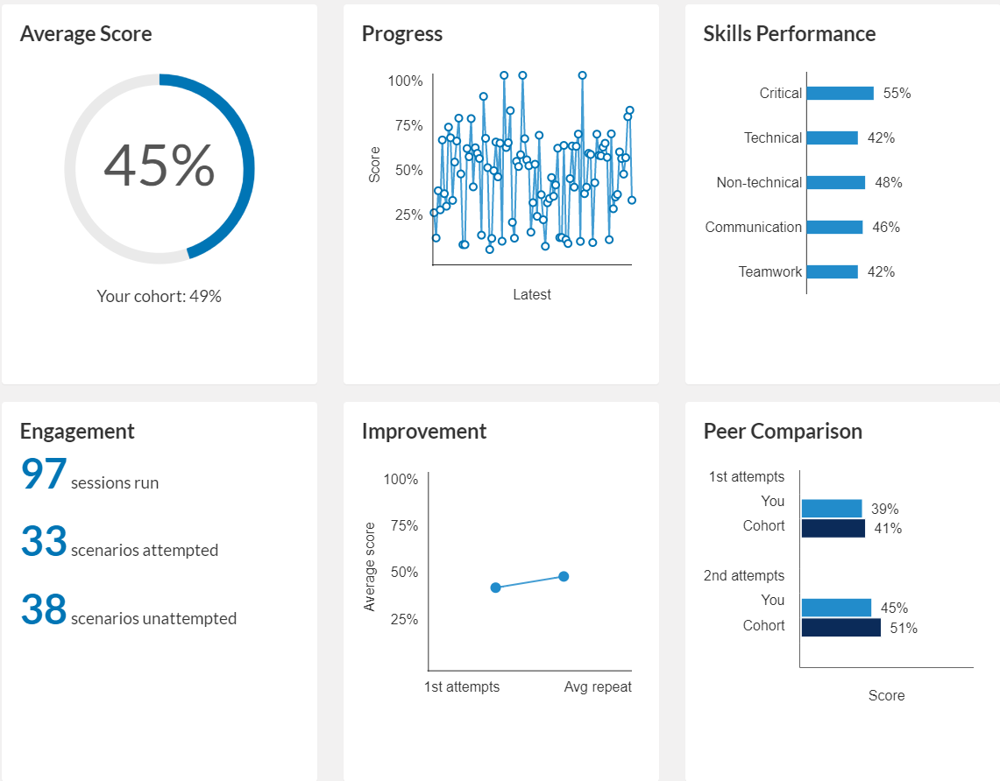 Average Score
45%
Your cohort: 49%
Progress
100%
75%
50%
25%
Score
Latest
Skills Performance
Critical 55%
Technical 42%
Non-technical 48%
Communication 46%
Teamwork 42%
Engagement
97 sessions run
33 scenarios attempted
38 scenarios unattempted
Improvement
100%
75%
50%
25%
Average score
1st attempts Avg repeat
Peer Comparison
1st attempts
You 39%
Cohort 41%
2nd attempts
You 45%
Cohort 51%
Score